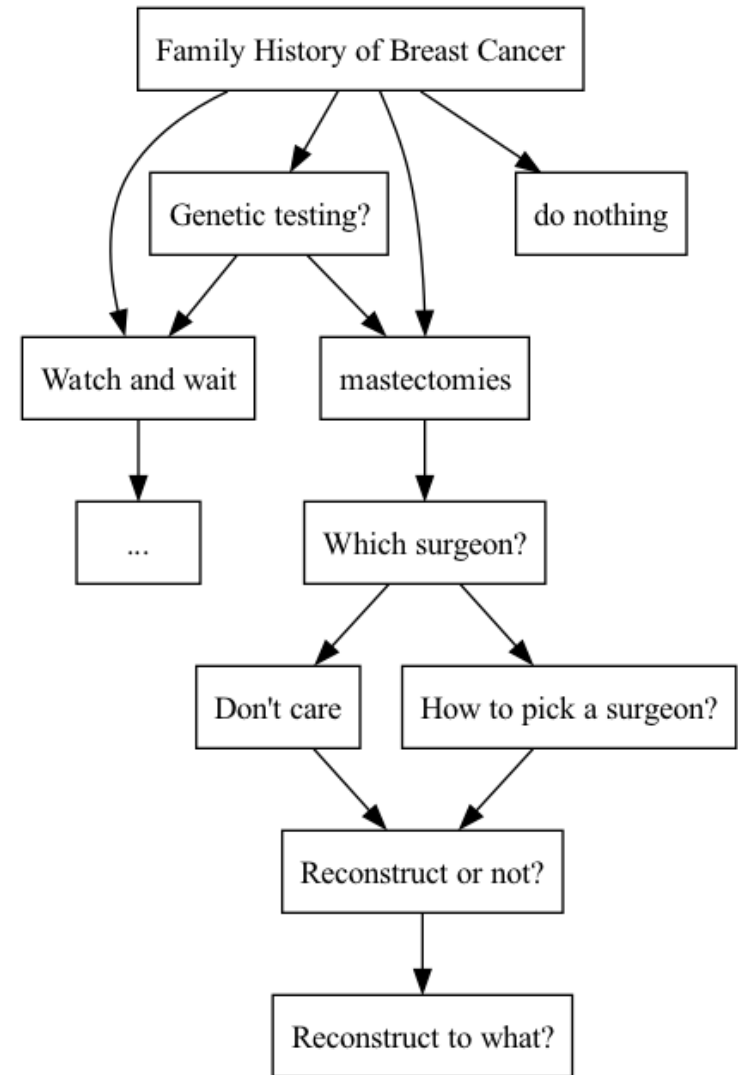 Family History of Breast Cancer
Genetic testing?
do nothing
Watch and wait
mastectomies
...
Which surgeon?
Don't care
How to pick a surgeon?
Reconstruct or not?
Reconstruct to what?